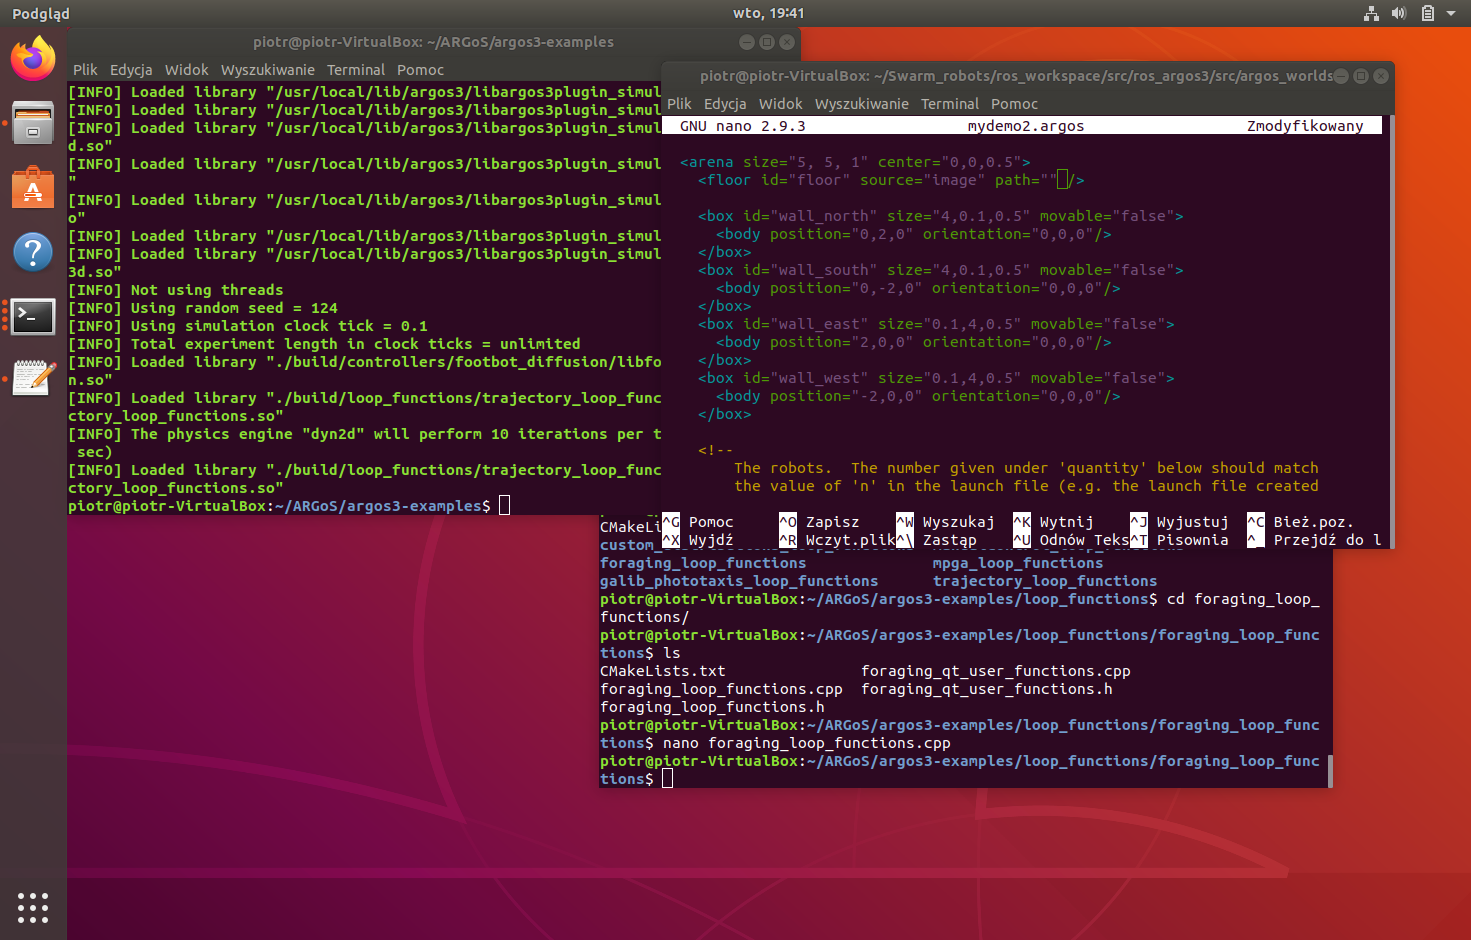 Podgląd
wto, 19:41
piotr@piotr-VirtualBox: ~/ARGoS/argos3-examples
Plik Edycja Widok Wyszukiwanie Terminal Pomoc
[INFO] Loaded library "/usr/local/lib/argos3/libargos3plugin_simul
[INFO] Loaded library "/usr/local/lib/argos3/libargos3plugin_simul
[INFO] Loaded library "/usr/local/lib/argos3/libargos3plugin_simul
d.so"
[INFO] Loaded library "/usr/local/lib/argos3/libargos3plugin_simul
"
[INFO] Loaded library "/usr/local/lib/argos3/libargos3plugin_simul
o"
[INFO] Loaded library "/usr/local/lib/argos3/libargos3plugin_simul
[INFO] Loaded library "/usr/local/lib/argos3/libargos3plugin_simul
3d.so"
[INFO] Not using threads
[INFO] Using random seed = 124
[INFO] Using simulation clock tick = 0.1
[INFO] Total experiment length in clock ticks = unlimited
[INFO] Loaded library "./build/controllers/footbot_diffusion/libfo
n.so"
[INFO] Loaded library "./build/loop_functions/trajectory_loop_func
ctory_loop_functions.so"
[INFO] The physics engine "dyn2d" will perform 10 iterations per t
 sec)
[INFO] Loaded library "./build/loop_functions/trajectory_loop_func
ctory_loop_functions.so"
piotr@piotr-VirtualBox:~/ARGoS/argos3-examples$
piotr@piotr-VirtualBox: ~/Swarm_robots/ros_workspace/src/ros_argos3/src/argos_worlds
Plik Edycja Widok Wyszukiwanie Terminal Pomoc
GNU nano 2.9.3 mydemo2.argos Zmodyfikowany
<arena size="5, 5, 1" center="0,0,0.5">
<floor id="floor" source="image" path="" />
<box id="wall_north" size="4,0.1,0.5" movable="false">
<body position="0,2,0" orientation="0,0,0"/>
</box>
<box id="wall_south" size="4,0.1,0.5" movable="false">
<body position="0,-2,0" orientation="0,0,0"/>
</box>
<box id="wall_east" size="0.1,4,0.5" movable="false">
<body position="2,0,0" orientation="0,0,0"/>
</box>
<box id="wall_west" size="0.1,4,0.5" movable="false">
<body position="-2,0,0" orientation="0,0,0"/>
</box>
<!--
The robots.  The number given under 'quantity' below should match
the value of 'n' in the launch file (e.g. the launch file created
^G Pomoc ^O Zapisz ^W Wyszukaj ^K Wytnij ^J Wyjustuj ^C Bież.poz.
^X Wyjdź ^R Wczyt.plik ^\ Zastąp ^U Odnów Teks ^T Pisownia ^_ Przejdź do l
CMakeLi
custom_
foraging_loop_functions mpga_loop_functions
galib_phototaxis_loop_functions trajectory_loop_functions
piotr@piotr-VirtualBox:~/ARGoS/argos3-examples/loop_functions$ cd foraging_loop_
functions/
piotr@piotr-VirtualBox:~/ARGoS/argos3-examples/loop_functions/foraging_loop_func
tions$ ls
CMakeLists.txt foraging_qt_user_functions.cpp
foraging_loop_functions.cpp foraging_qt_user_functions.h
foraging_loop_functions.h
piotr@piotr-VirtualBox:~/ARGoS/argos3-examples/loop_functions/foraging_loop_func
tions$ nano foraging_loop_functions.cpp
piotr@piotr-VirtualBox:~/ARGoS/argos3-examples/loop_functions/foraging_loop_func
tions$